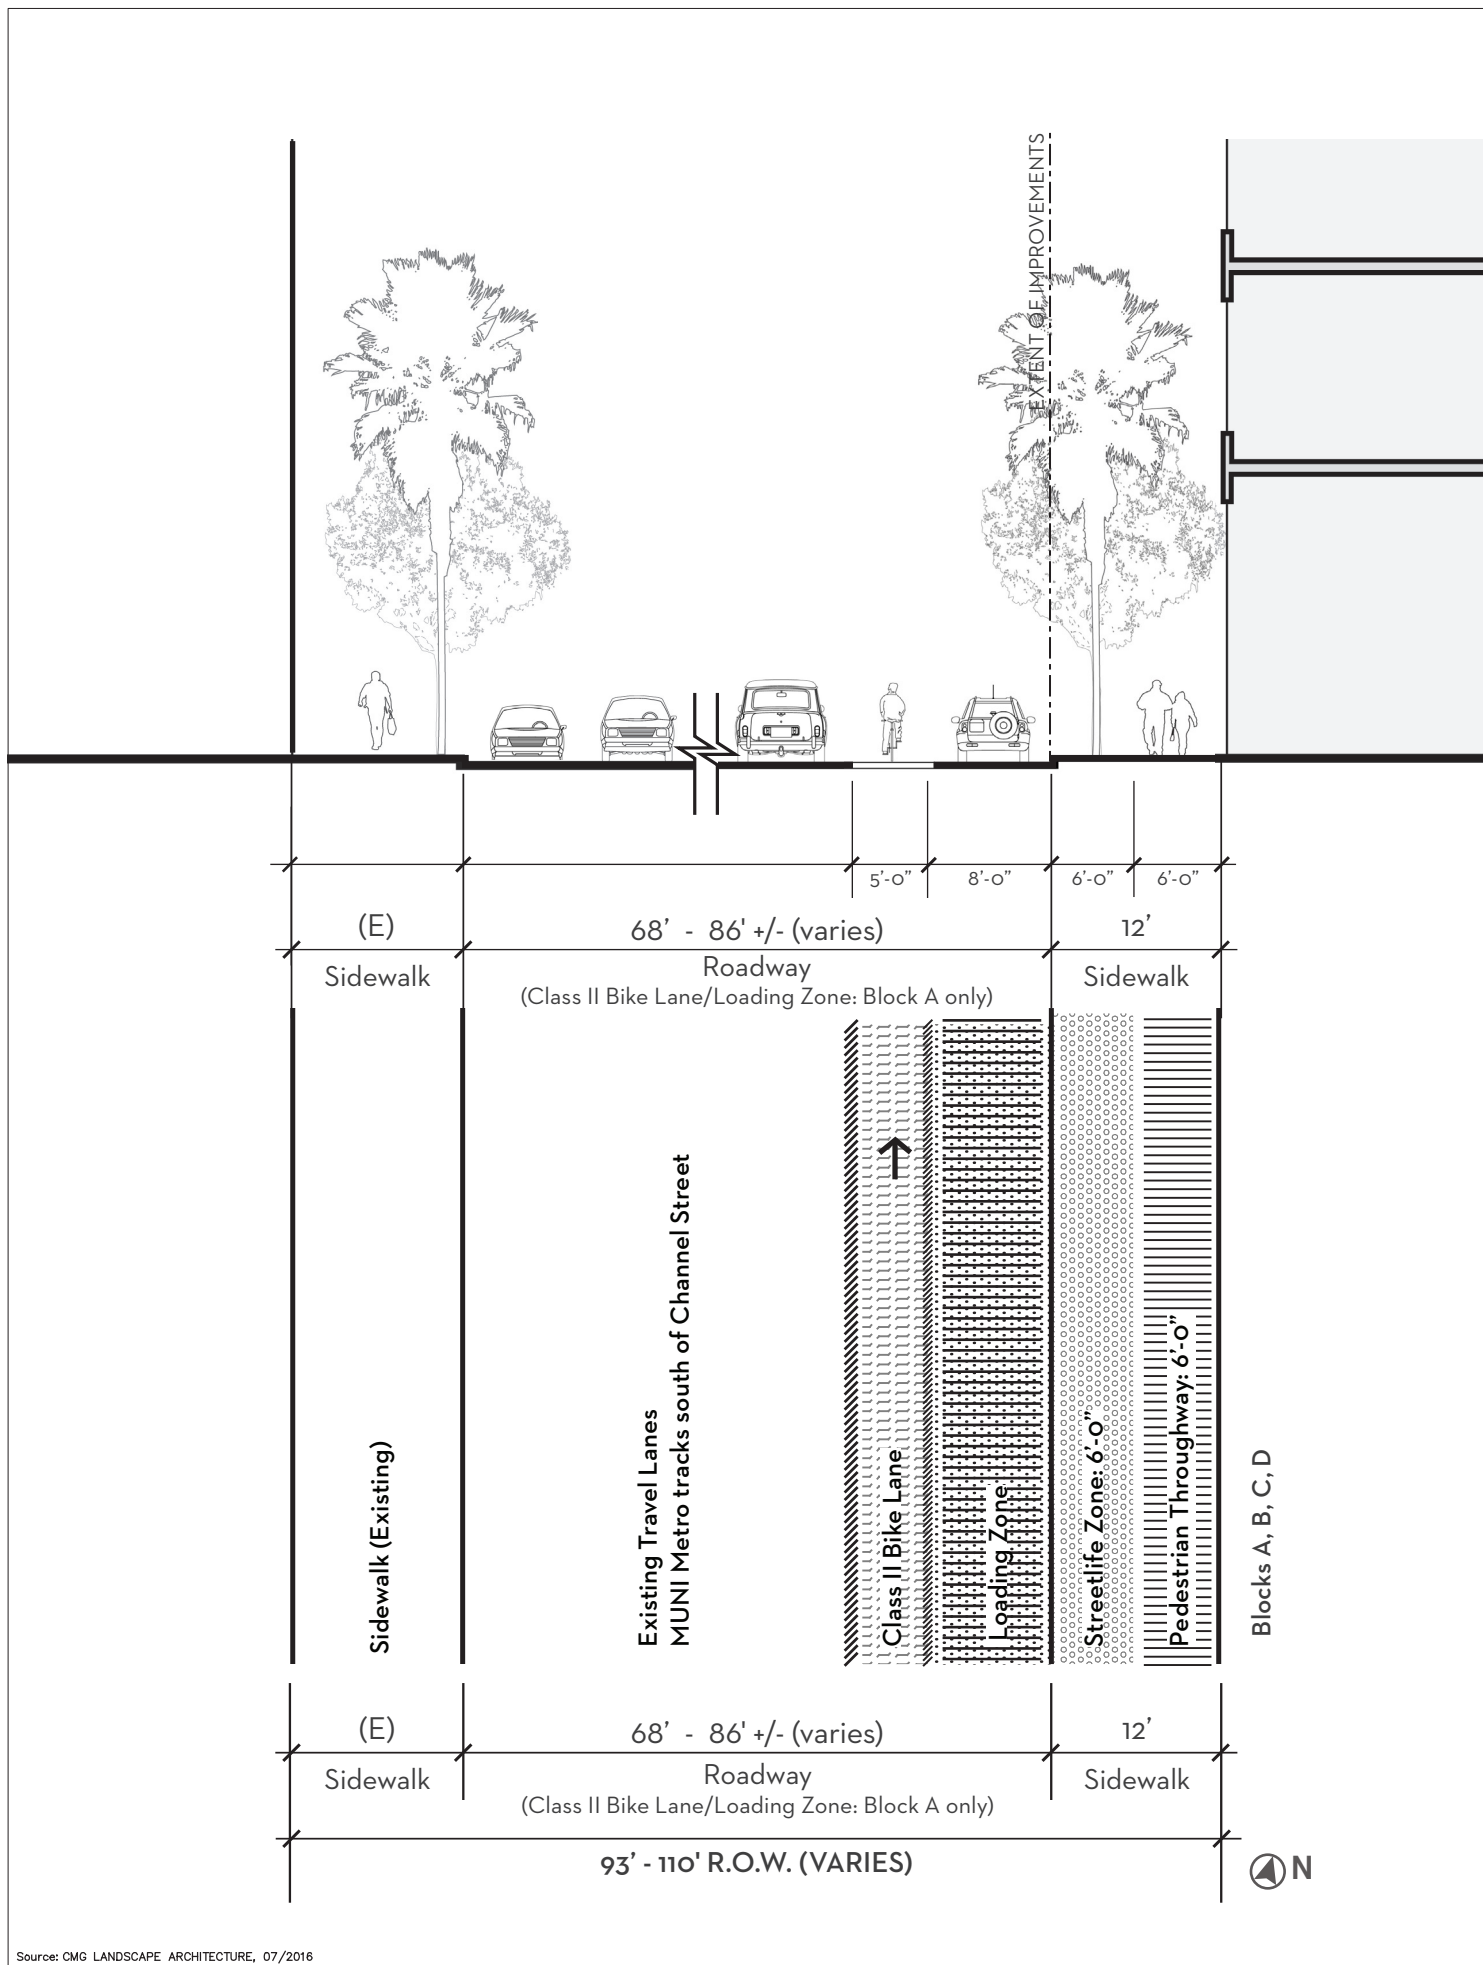 EXTENT OF IMPROVEMENTS
5’-0”
8’-0”
6’-0”
6’-0”
(E)
68’ - 86' +/- (varies)
12’
Sidewalk
Roadway
Sidewalk
(Class II Bike Lane/Loading Zone: Block A only)
Sidewalk (Existing)
Existing Travel Lanes
MUNI Metro tracks south of Channel Street
Class II Bike Lane
Loading Zone
Streetlife Zone: 6’-0”
Pedestrian Throughway: 6’-0”
Blocks A, B, C, D
(E)
68’ - 86' +/- (varies)
12’
Sidewalk
Roadway
Sidewalk
(Class II Bike Lane/Loading Zone: Block A only)
93’ - 110' R.O.W. (VARIES)
N
Source: CMG LANDSCAPE ARCHITECTURE, 07/2016